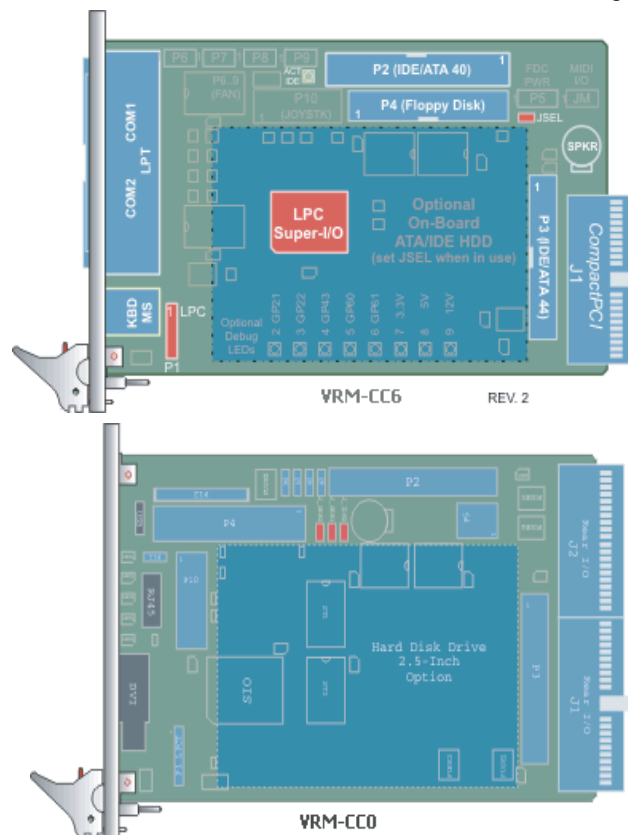 P6 P7 P8 P9
P6..9
(FAN)
ACT
IDE
P10
(JOYSTK)
1
P2 (IDE/ATA 40) 1
1 P4 (Floppy Disk)
FDC
PWR
P5
MIDI
I/O
JM
JSEL
SPKR
COM1
COM2
LPT
LPC
Super-I/O
Optional
On-Board
ATA/IDE HDD
(set JSEL when in use)
1
P3 (IDE/ATA 44)
CompactPCI
J1
KBD
MS
1 LPC
P1
Optional
Debug
LEDs
2 GP21
3 GP22
4 GP43
5 GP60
6 GP61
7 3.3V
8 5V
9 12V
VRM-CC6
REV. 2
P2
P4
RJ45
DVI
SIO
Hard Disk Drive
2.5-Inch
Option
P3
Near I/O
J2
Near I/O
J1
VRM-CC0